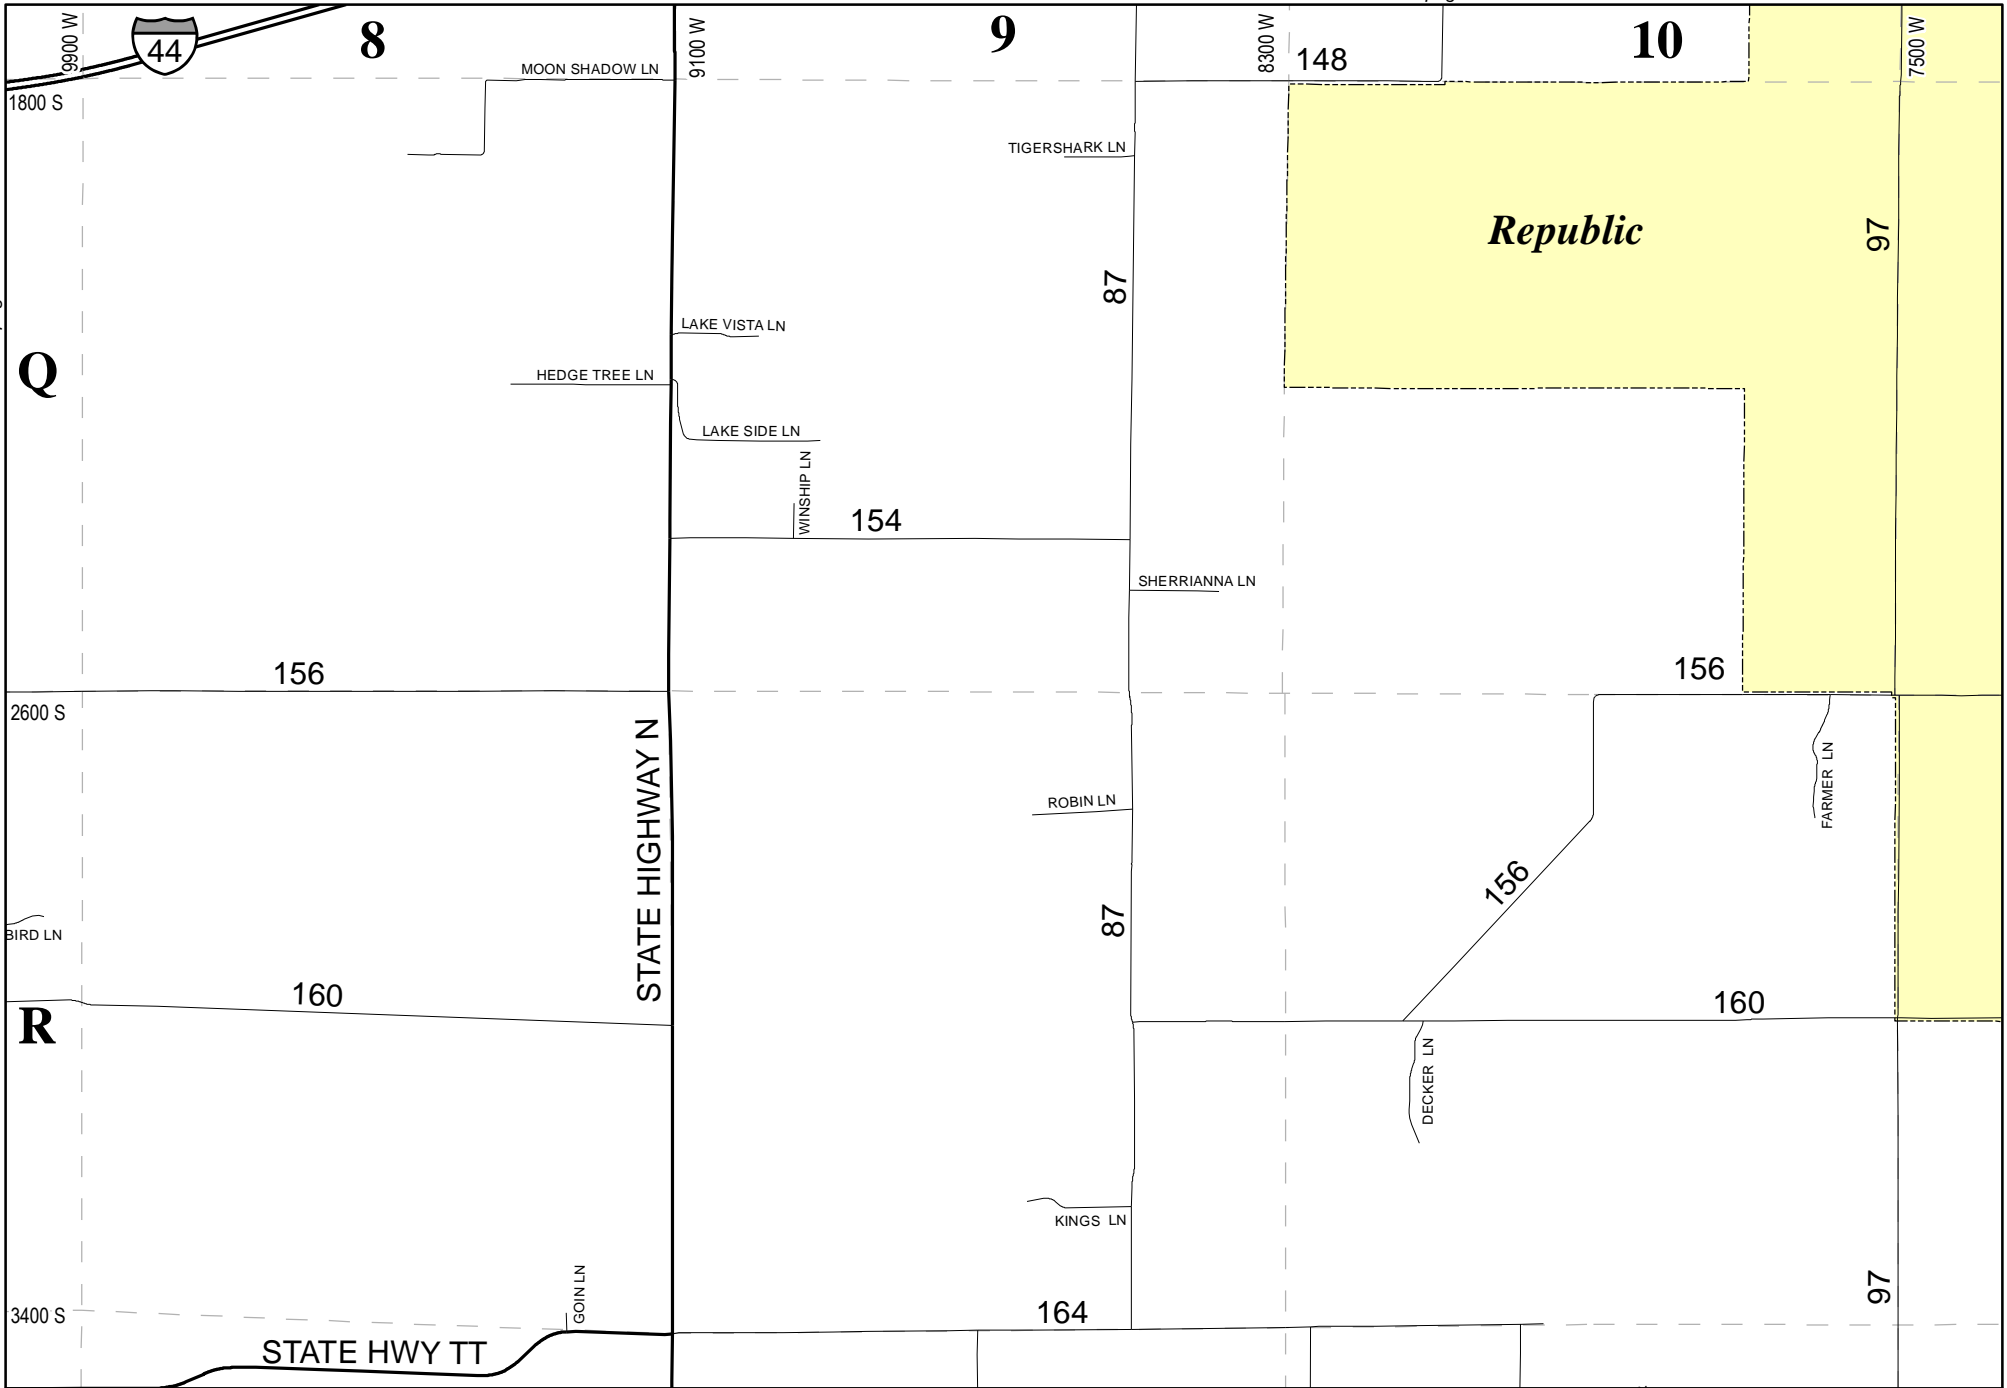 9900 W
44
8
9100 W
9
8300 W
148
10
7500 W
MOON SHADOW LN
1800 S
TIGERSHARK LN
Republic
97
87
LAKE VISTA LN
Q
HEDGE TREE LN
LAKE SIDE LN
WINSHIP LN
154
SHERRIANNA LN
156
156
2600 S
STATE HIGHWAY N
FARMER LN
ROBIN LN
156
87
BIRD LN
160
160
R
DECKER LN
KINGS LN
GOIN LN
97
3400 S
164
STATE HWY TT